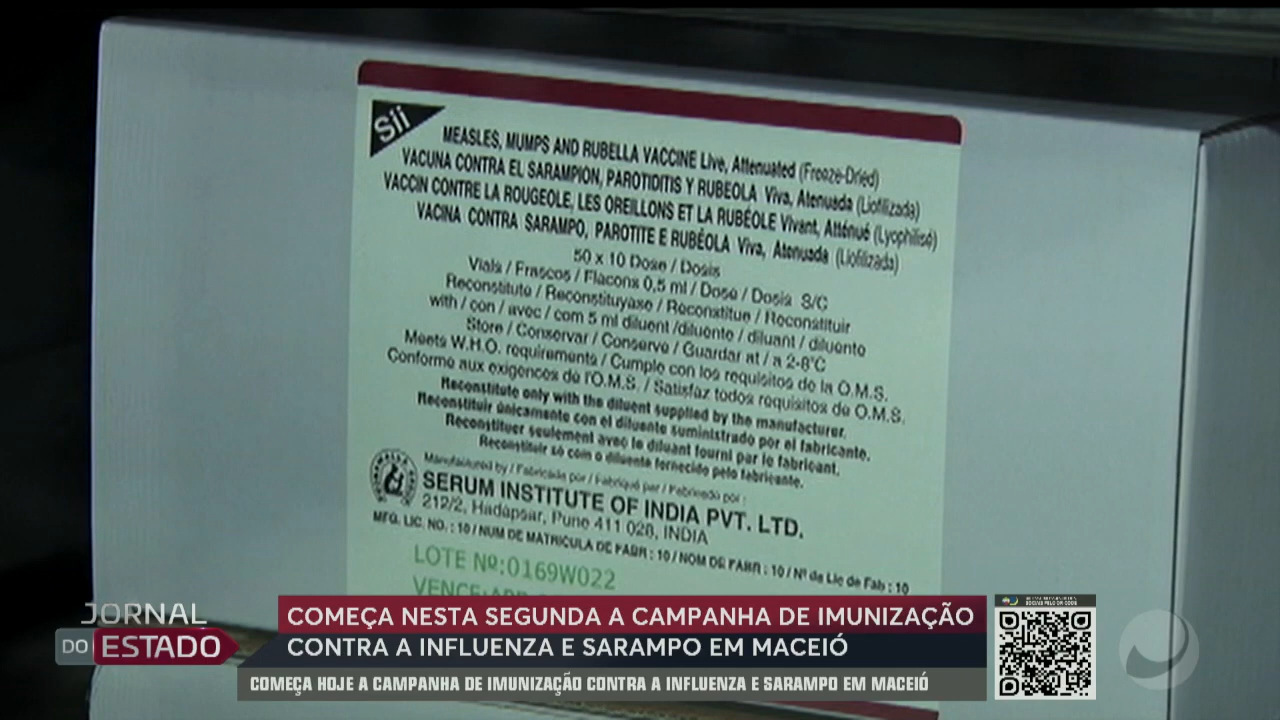 Sii
MEASLES, MUMPS AND RUBELLA VACCINE Live, Attenuated (Freeze-Dried)
VACUNA CONTRA EL SARAMPION, PAROTIDITIS Y RUBEOLA Viva, Atenuada (Liofilizada)
VACCIN CONTRE LA ROUGEOLE, LES OREILLONS ET LA RUBÉOLE Vivant, Atténué (Lyophilisé)
VACINA CONTRA SARAMPO, PAROTITE E RUBÉOLA Viva, Atenuada (Liofilizada)
50 x 10 Dose / Dosis
Vials / Frascos / Flacons 0,5 ml / Dose / Dosis S/C
Reconstitute / Reconstituyase / Reconstitue / Reconstituir
with / con / avec / com 5 ml diluent /diluente / diluant / diluente
Store / Conservar / Conserve / Guardar at / a 2-8°C
Meets W.H.O. requirements / Cumple con los requisitos de la O.M.S.
Conforme aux exigences de l'O.M.S. / Satisfaz todos requisitos de O.M.S.
Reconstitute only with the diluent supplied by the manufacturer.
Reconstituir únicamente con el diluente suministrado por el fabricante.
Reconstituer seulement avec le diluant fourni par le fabricant.
Reconstituir só com o diluente fornecido pelo fabricante.
Manufactured by / Fabricado por / Fabriqué par / Fabricado por :
SERUM INSTITUTE OF INDIA PVT. LTD.
212/2, Hadapsar, Pune 411 028, INDIA
MFG. LIC. NO. : 10 / NUM DE MATRICULA DE FABR : 10 / NOM DE FABR : 10 / Nº de Lic de Fab : 10
LOTE Nº:0169W022
VENCE:
JORNAL
DO ESTADO
COMEÇA NESTA SEGUNDA A CAMPANHA DE IMUNIZAÇÃO
CONTRA A INFLUENZA E SARAMPO EM MACEIÓ
COMEÇA HOJE A CAMPANHA DE IMUNIZAÇÃO CONTRA A INFLUENZA E SARAMPO EM MACEIÓ